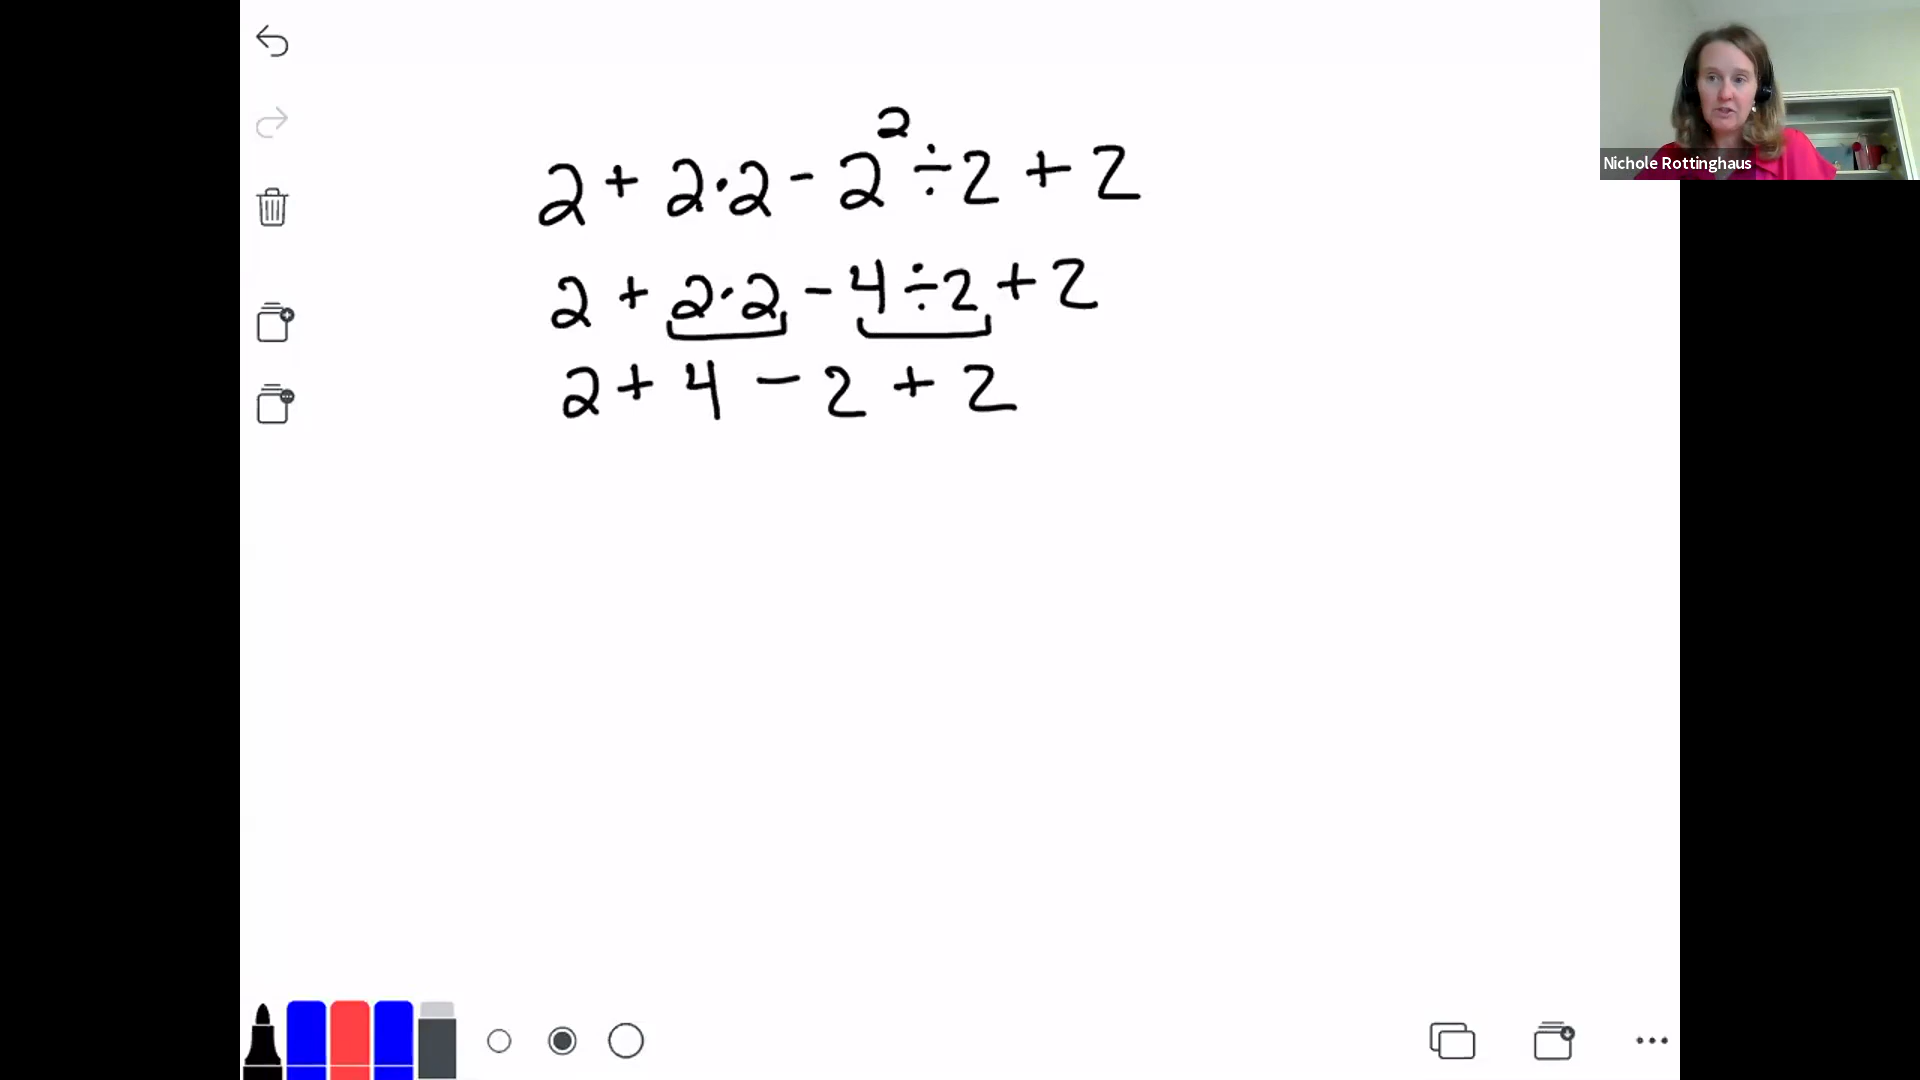 2 + 2·2 - 2² ÷ 2 + 2
2 + 2·2 - 4 ÷ 2 + 2
2 + 4 - 2 + 2
Nichole Rottinghaus